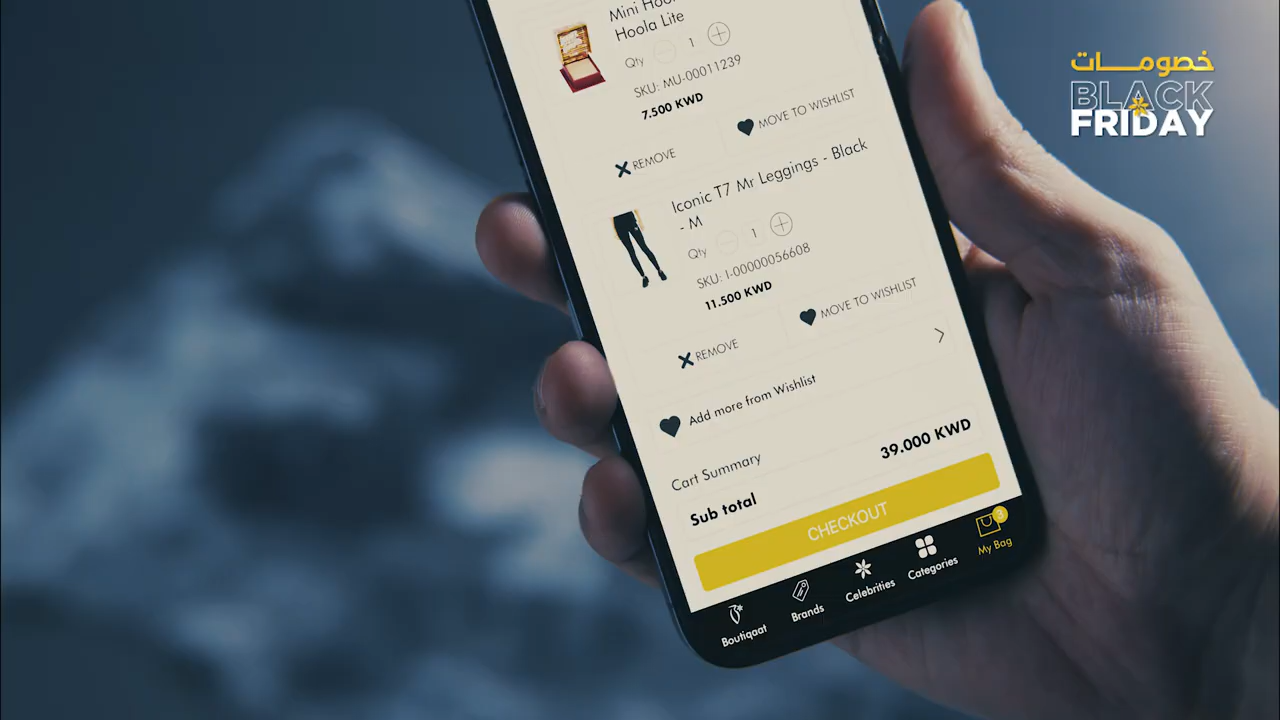 خصومـــات
BLACK
FRIDAY
Mini
Hoola Lite
Qty 1
SKU: MU-00011239
7.500 KWD
REMOVE
MOVE TO WISHLIST
Iconic T7 Mr Leggings - Black
- M
Qty 1
SKU: I-00000056608
11.500 KWD
REMOVE
MOVE TO WISHLIST
Add more from Wishlist
Cart Summary
Sub total
39.000 KWD
CHECKOUT
Boutiqaat
Brands
Celebrities
Categories
3
My Bag